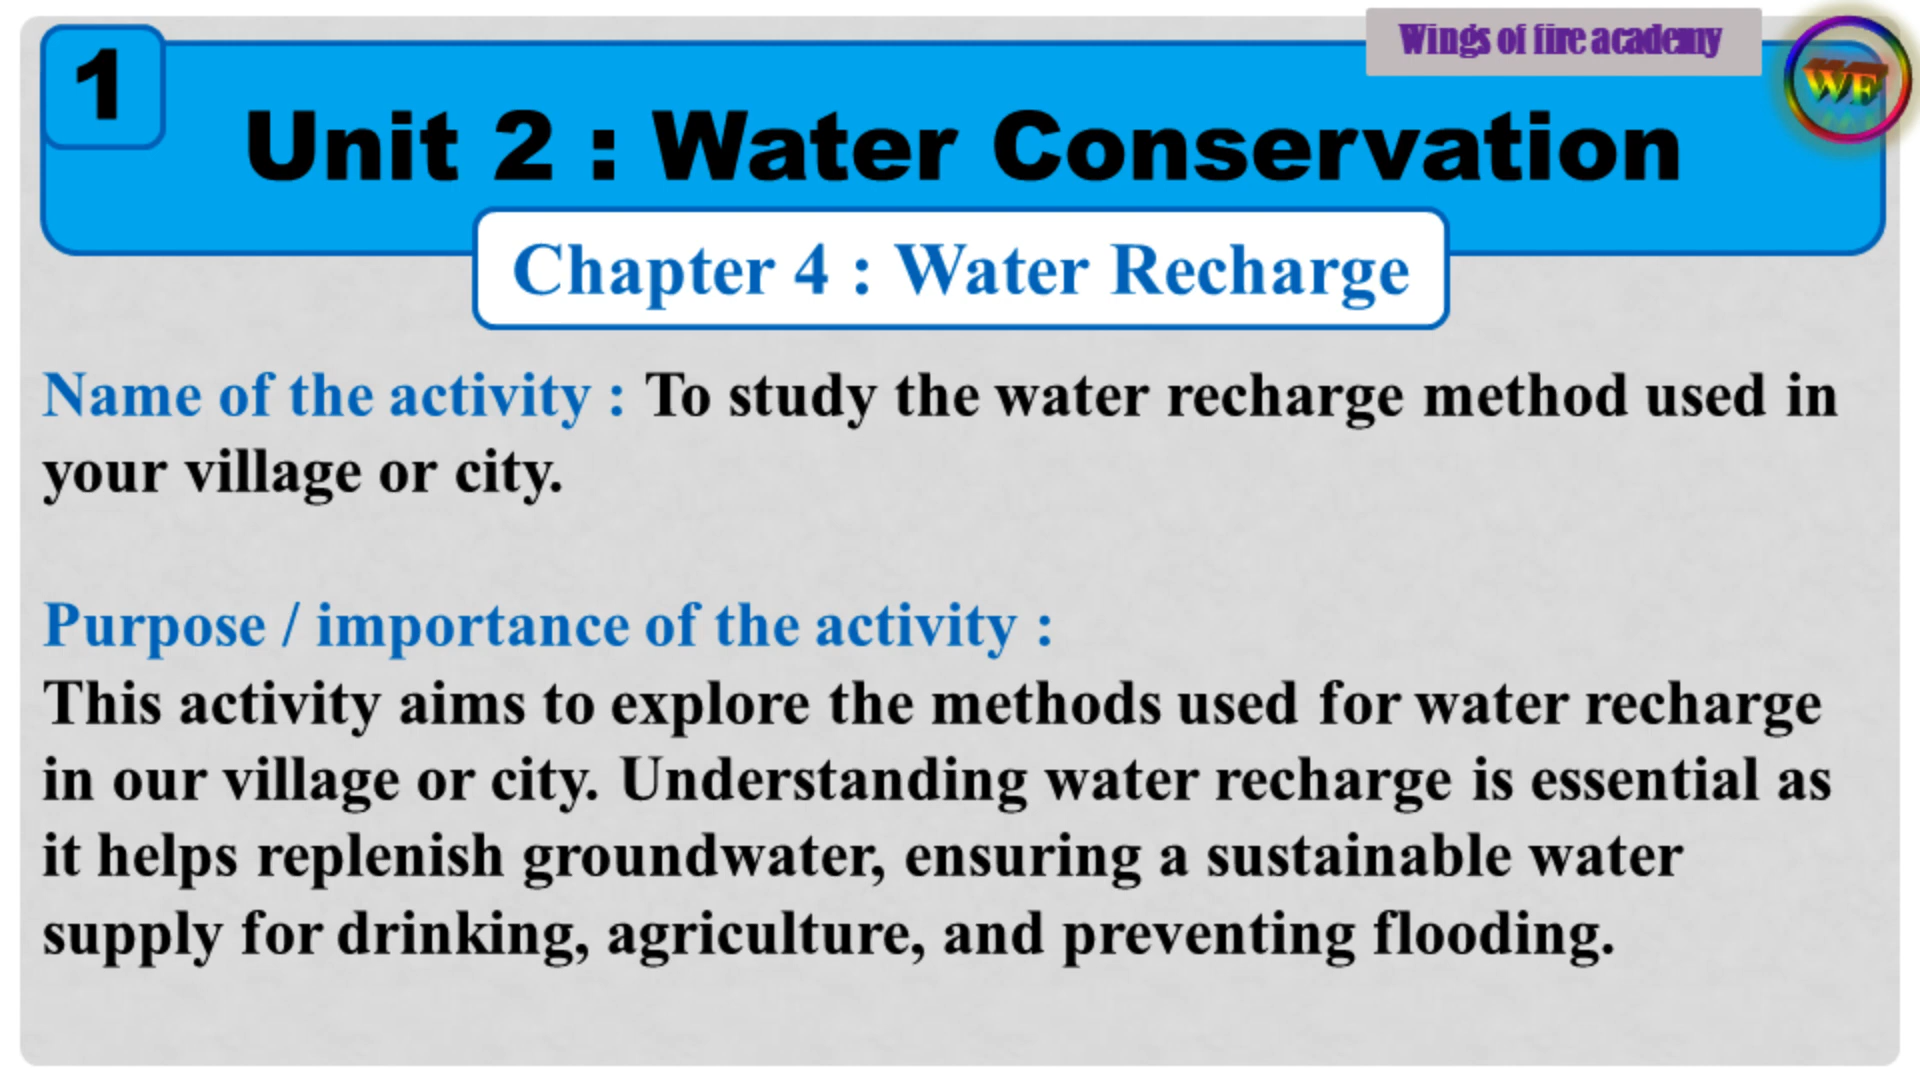 Wings of fire academy
WF
1
Unit 2 : Water Conservation
Chapter 4 : Water Recharge
Name of the activity : To study the water recharge method used in
your village or city.
Purpose / importance of the activity :
This activity aims to explore the methods used for water recharge
in our village or city. Understanding water recharge is essential as
it helps replenish groundwater, ensuring a sustainable water
supply for drinking, agriculture, and preventing flooding.